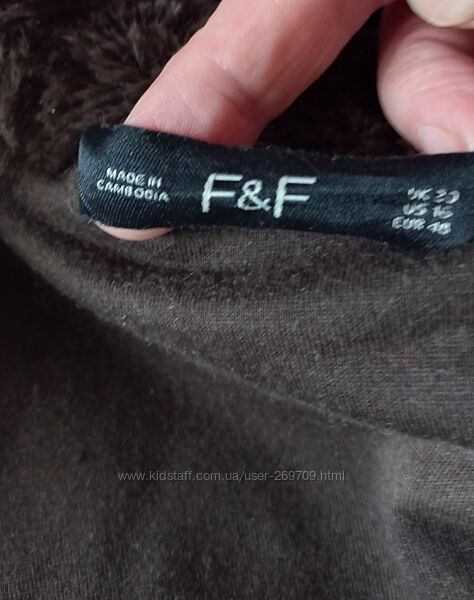 MADE IN
CAMBODIA
F&F
UK 20
US 16
EUR 48
www.kidstaff.com.ua/user-269709.html